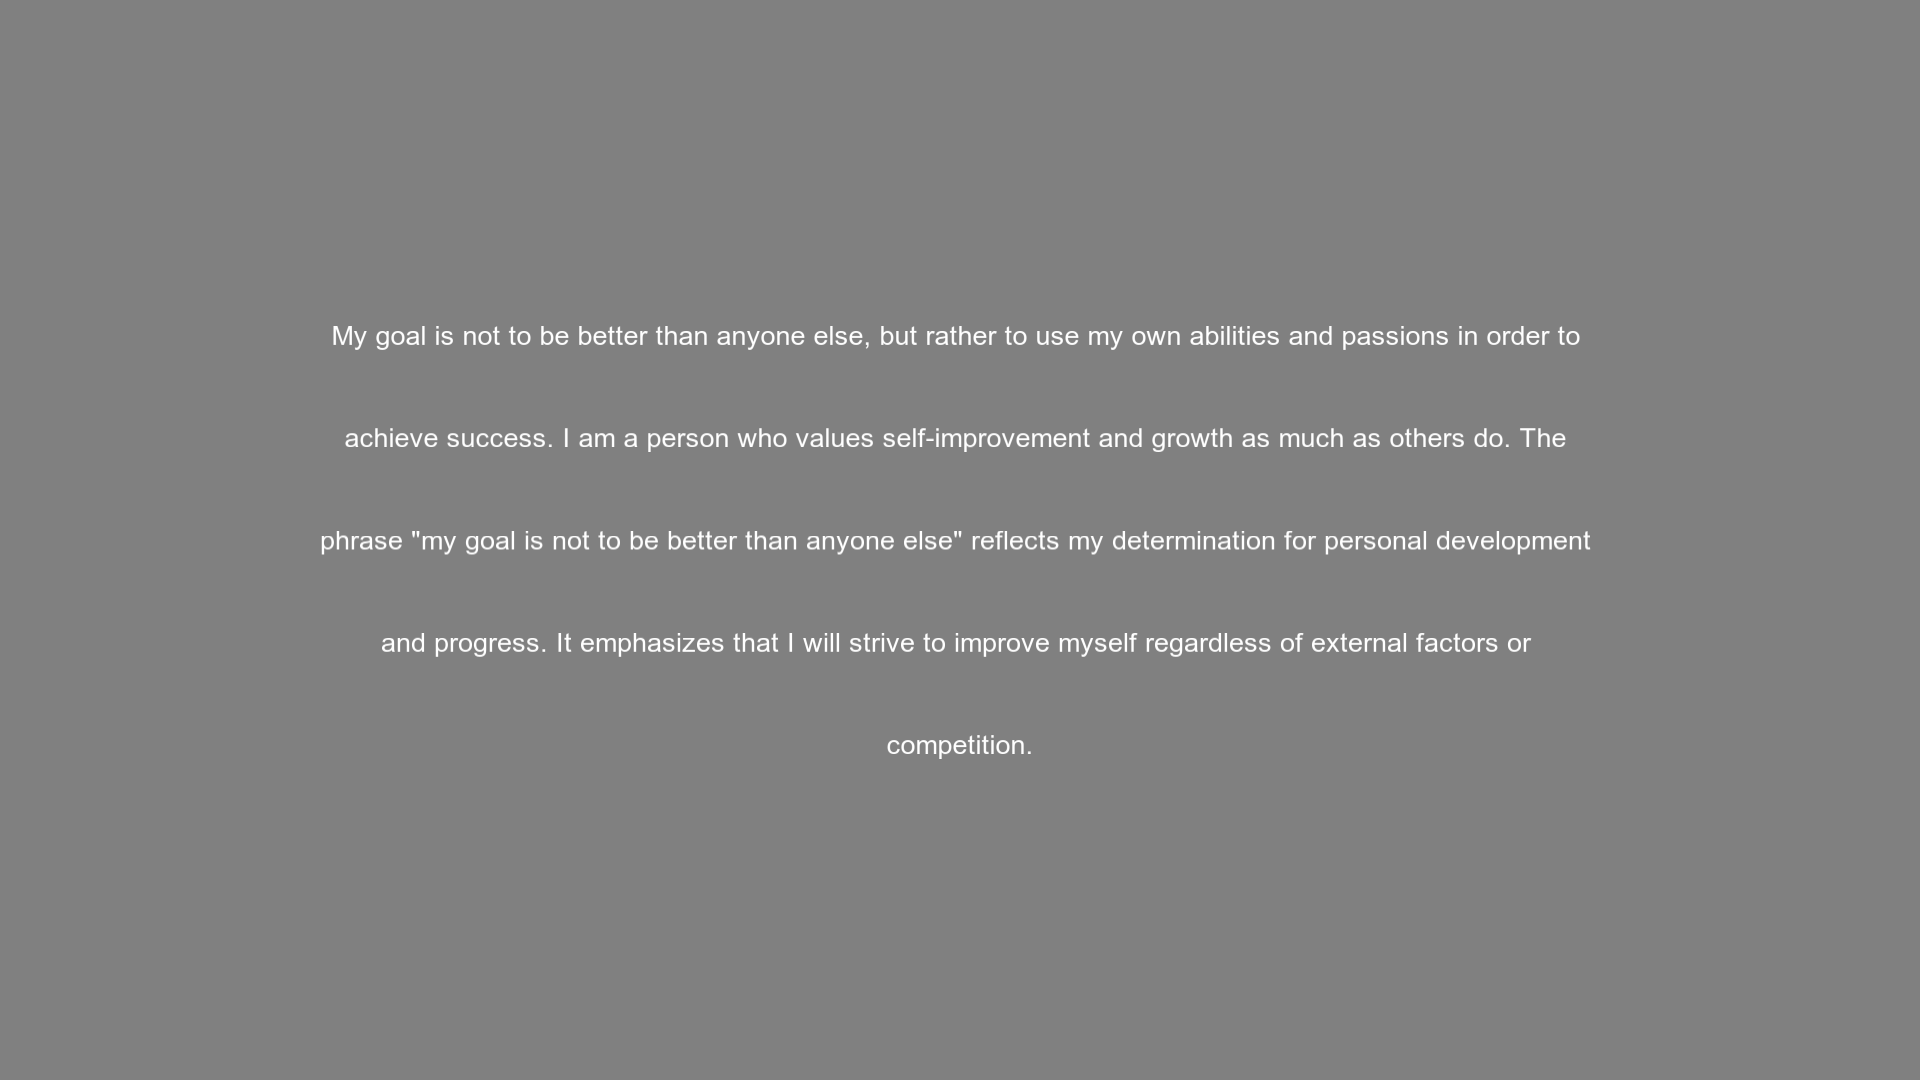 My goal is not to be better than anyone else, but rather to use my own abilities and passions in order to
achieve success. I am a person who values self-improvement and growth as much as others do. The
phrase "my goal is not to be better than anyone else" reflects my determination for personal development
and progress. It emphasizes that I will strive to improve myself regardless of external factors or
competition.